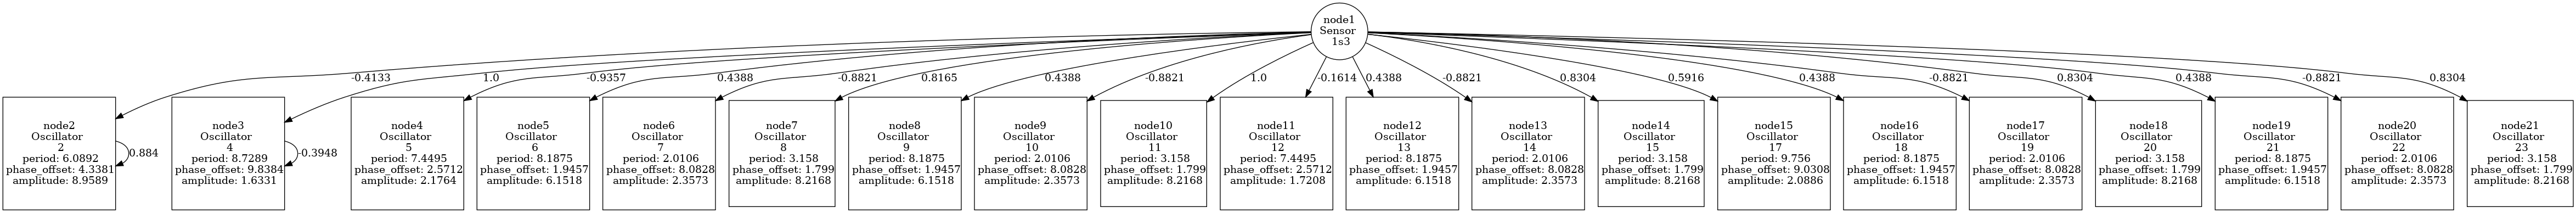 node1
Sensor
1s3
-0.4133
1.0
-0.9357
0.4388
-0.8821
0.8165
0.4388
-0.8821
1.0
-0.1614
0.4388
-0.8821
0.8304
0.5916
0.4388
-0.8821
0.8304
0.4388
-0.8821
0.8304
node2
Oscillator
2
period: 6.0892
phase_offset: 4.3381
amplitude: 8.9589
0.884
node3
Oscillator
4
period: 8.7289
phase_offset: 9.8384
amplitude: 1.6331
-0.3948
node4
Oscillator
5
period: 7.4495
phase_offset: 2.5712
amplitude: 2.1764
node5
Oscillator
6
period: 8.1875
phase_offset: 1.9457
amplitude: 6.1518
node6
Oscillator
7
period: 2.0106
phase_offset: 8.0828
amplitude: 2.3573
node7
Oscillator
8
period: 3.158
phase_offset: 1.799
amplitude: 8.2168
node8
Oscillator
9
period: 8.1875
phase_offset: 1.9457
amplitude: 6.1518
node9
Oscillator
10
period: 2.0106
phase_offset: 8.0828
amplitude: 2.3573
node10
Oscillator
11
period: 3.158
phase_offset: 1.799
amplitude: 8.2168
node11
Oscillator
12
period: 7.4495
phase_offset: 2.5712
amplitude: 1.7208
node12
Oscillator
13
period: 8.1875
phase_offset: 1.9457
amplitude: 6.1518
node13
Oscillator
14
period: 2.0106
phase_offset: 8.0828
amplitude: 2.3573
node14
Oscillator
15
period: 3.158
phase_offset: 1.799
amplitude: 8.2168
node15
Oscillator
17
period: 9.756
phase_offset: 9.0308
amplitude: 2.0886
node16
Oscillator
18
period: 8.1875
phase_offset: 1.9457
amplitude: 6.1518
node17
Oscillator
19
period: 2.0106
phase_offset: 8.0828
amplitude: 2.3573
node18
Oscillator
20
period: 3.158
phase_offset: 1.799
amplitude: 8.2168
node19
Oscillator
21
period: 8.1875
phase_offset: 1.9457
amplitude: 6.1518
node20
Oscillator
22
period: 2.0106
phase_offset: 8.0828
amplitude: 2.3573
node21
Oscillator
23
period: 3.158
phase_offset: 1.799
amplitude: 8.2168